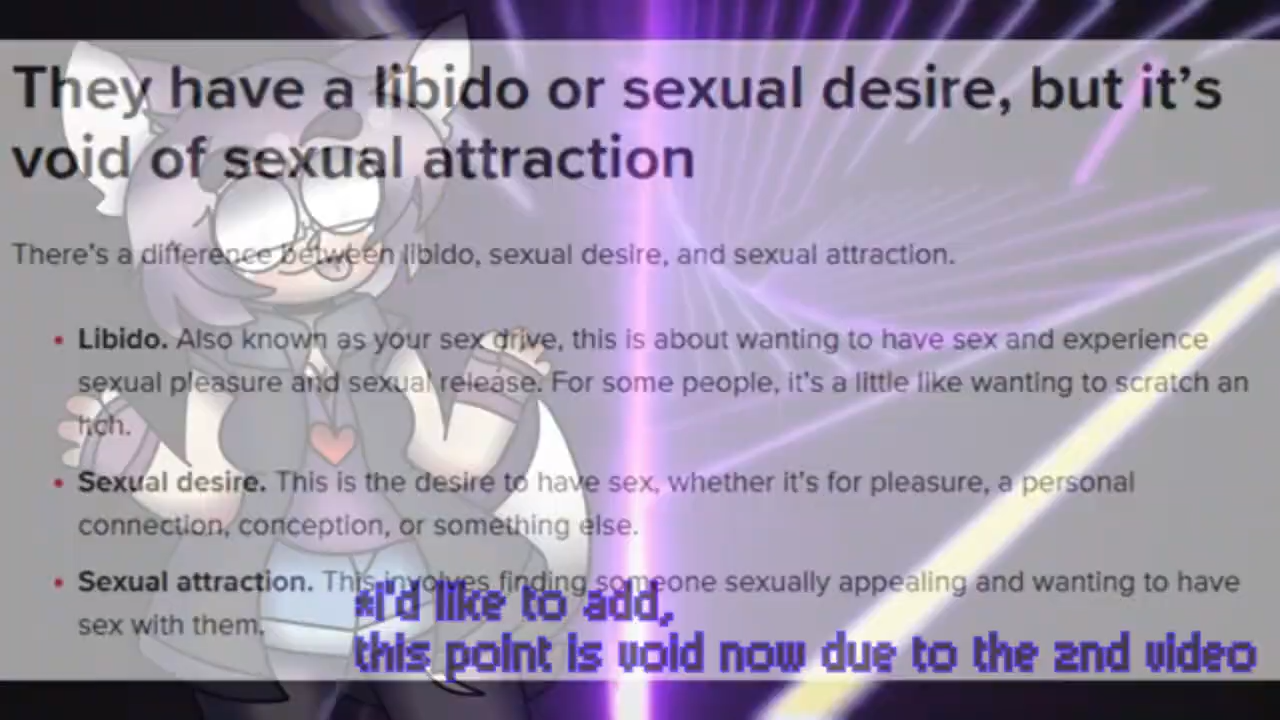 They have a libido or sexual desire, but it's
void of sexual attraction
There's a difference between libido, sexual desire, and sexual attraction.
• Libido. Also known as your sex drive, this is about wanting to have sex and experience
sexual pleasure and sexual release. For some people, it's a little like wanting to scratch an
itch.
• Sexual desire. This is the desire to have sex, whether it's for pleasure, a personal
connection, conception, or something else.
• Sexual attraction. This involves finding someone sexually appealing and wanting to have
sex with them.
*i'd like to add,
this point is void now due to the 2nd video